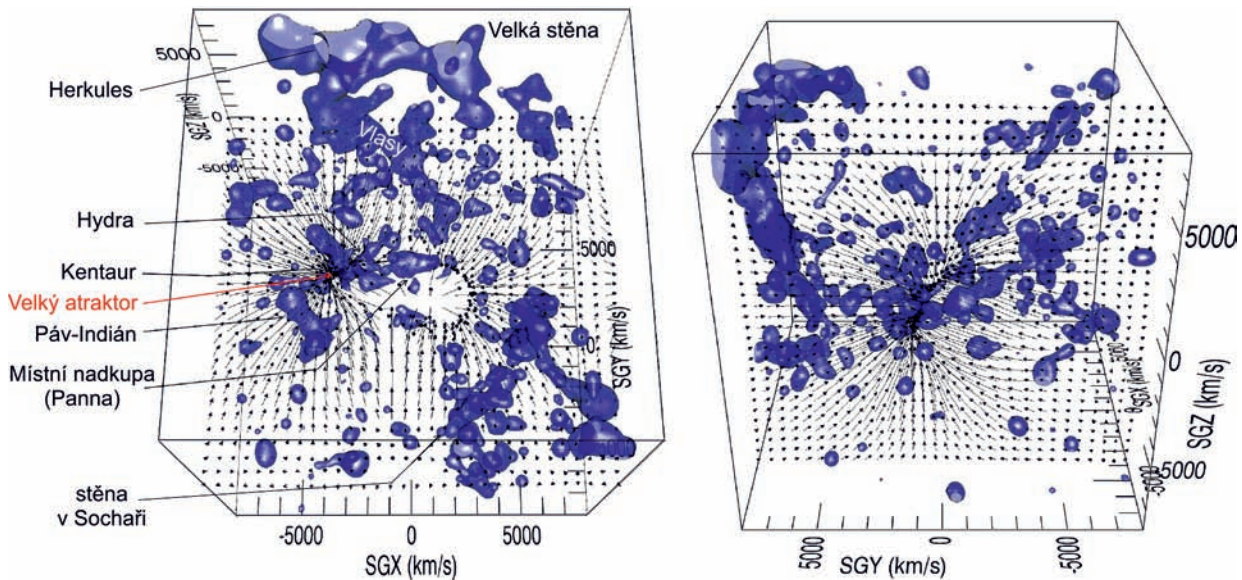 Velká stěna
5000
Herkules
0
SGZ (km/s)
Vlasy
-5000
Hydra
5000
Kentaur
Velký atraktor
Páv-Indián
0
SGY (km/s)
Místní nadkupa
(Panna)
stěna
v Sochaři
-5000
0
5000
SGX (km/s)
5000
0
SGZ (km/s)
-5000
5000
0
-5000
SGY (km/s)
5000
0
SGX (km/s)
-5000